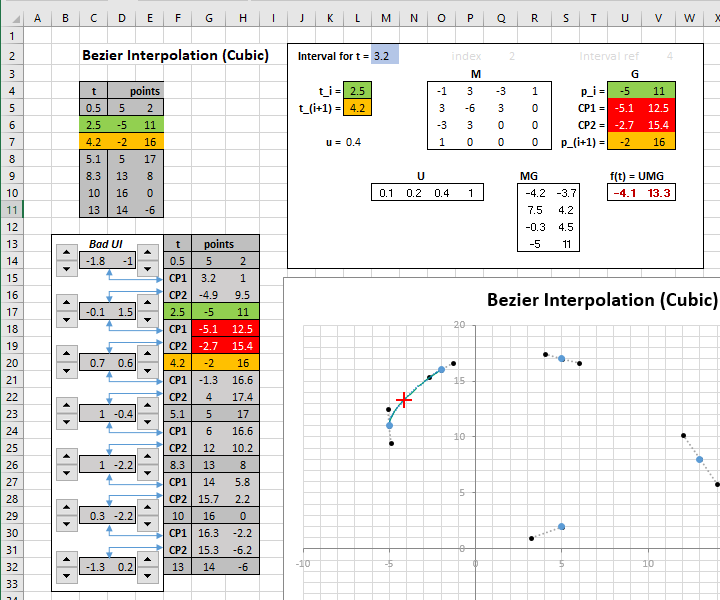 A B C D E F G H I J K L M N O P Q R S T U V W X
1
2 Bezier Interpolation (Cubic) Interval for t = 3.2 index 2 Interval ref 4
3 M G
4 t points t_i = 2.5 -1 3 -3 1 p_i = -5 11
5 0.5 5 2 t_(i+1) = 4.2 3 -6 3 0 CP1 = -5.1 12.5
6 2.5 -5 11 -3 3 0 0 CP2 = -2.7 15.4
7 4.2 -2 16 u = 0.4 1 0 0 0 p_(i+1) = -2 16
8 5.1 5 17
9 8.3 13 8 U MG f(t) = UMG
10 10 16 0 0.1 0.2 0.4 1 -4.2 -3.7 -4.1 13.3
11 13 14 -6 7.5 4.2
12 -0.3 4.5
13 Bad UI t points -5 11
14 -1.8 -1 0.5 5 2
15 CP1 3.2 1
16 CP2 -4.9 9.5
17 -0.1 1.5 2.5 -5 11
Bezier Interpolation (Cubic)
18 CP1 -5.1 12.5
19 CP2 -2.7 15.4
20 0.7 0.6 4.2 -2 16
21 CP1 -1.3 16.6
22 CP2 4 17.4
23 1 -0.4 5.1 5 17
24 CP1 6 16.6
25 CP2 12 10.2
26 1 -2.2 8.3 13 8
27 CP1 14 5.8
28 CP2 15.7 2.2
29 0.3 -2.2 10 16 0
30 CP1 16.3 -2.2
31 CP2 15.3 -6.2
32 -1.3 0.2 13 14 -6
33
20
15
10
5
0
-10 -5 0 5 10